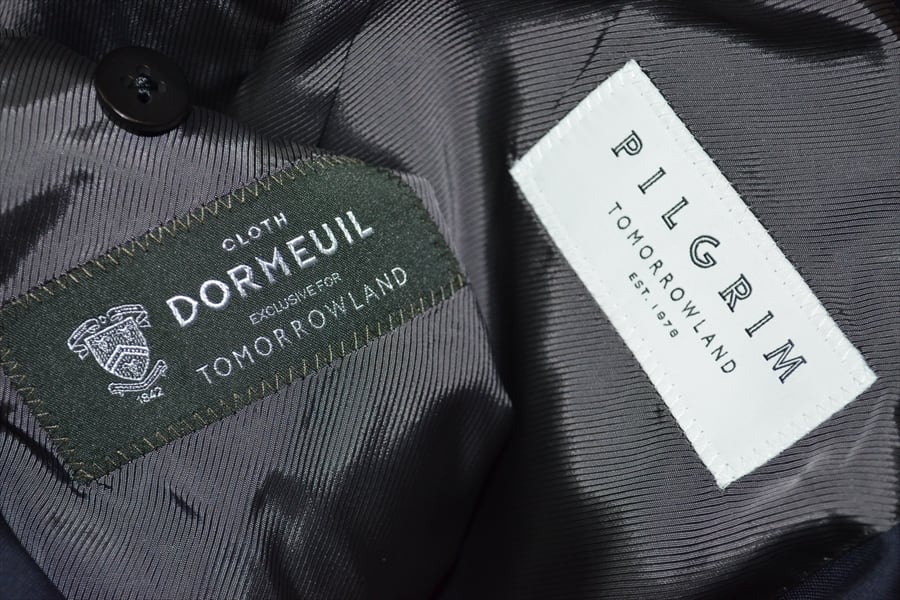 CLOTH
DORMEUIL
EXCLUSIVE FOR
TOMORROWLAND
1842
PILGRIM
TOMORROWLAND
EST. 1978